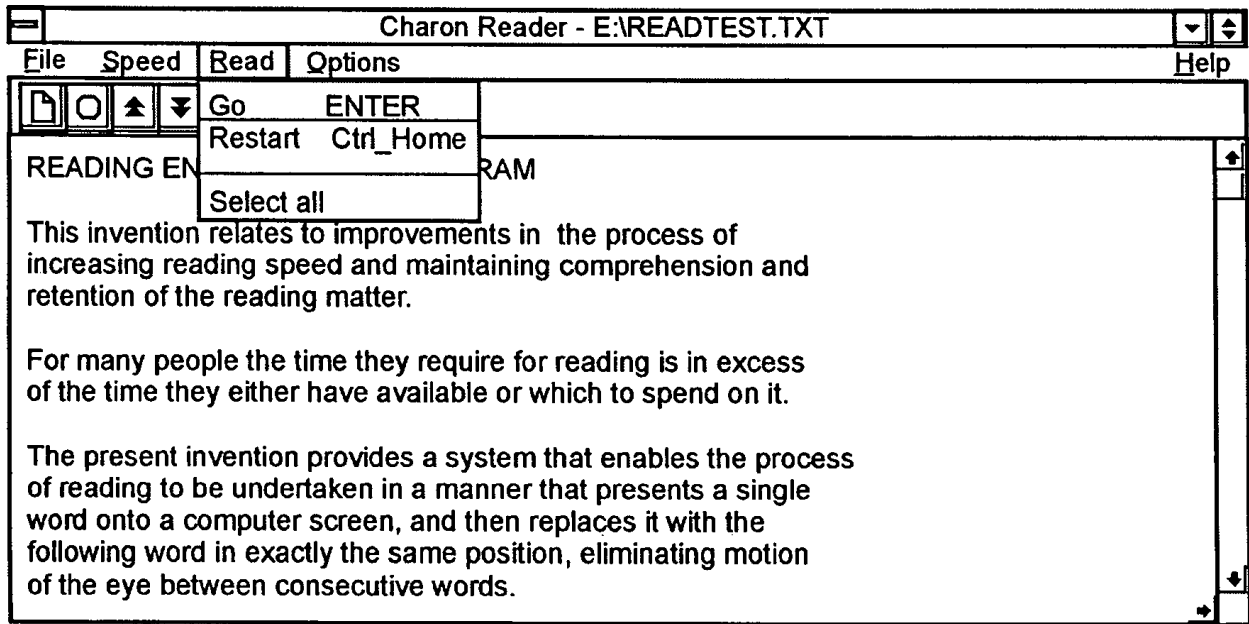 Charon Reader - E:\READTEST.TXT
File Speed Read Options Help
Go ENTER
Restart Ctrl_Home
Select all
READING EN RAM
This invention relates to improvements in the process of
increasing reading speed and maintaining comprehension and
retention of the reading matter.
For many people the time they require for reading is in excess
of the time they either have available or which to spend on it.
The present invention provides a system that enables the process
of reading to be undertaken in a manner that presents a single
word onto a computer screen, and then replaces it with the
following word in exactly the same position, eliminating motion
of the eye between consecutive words.